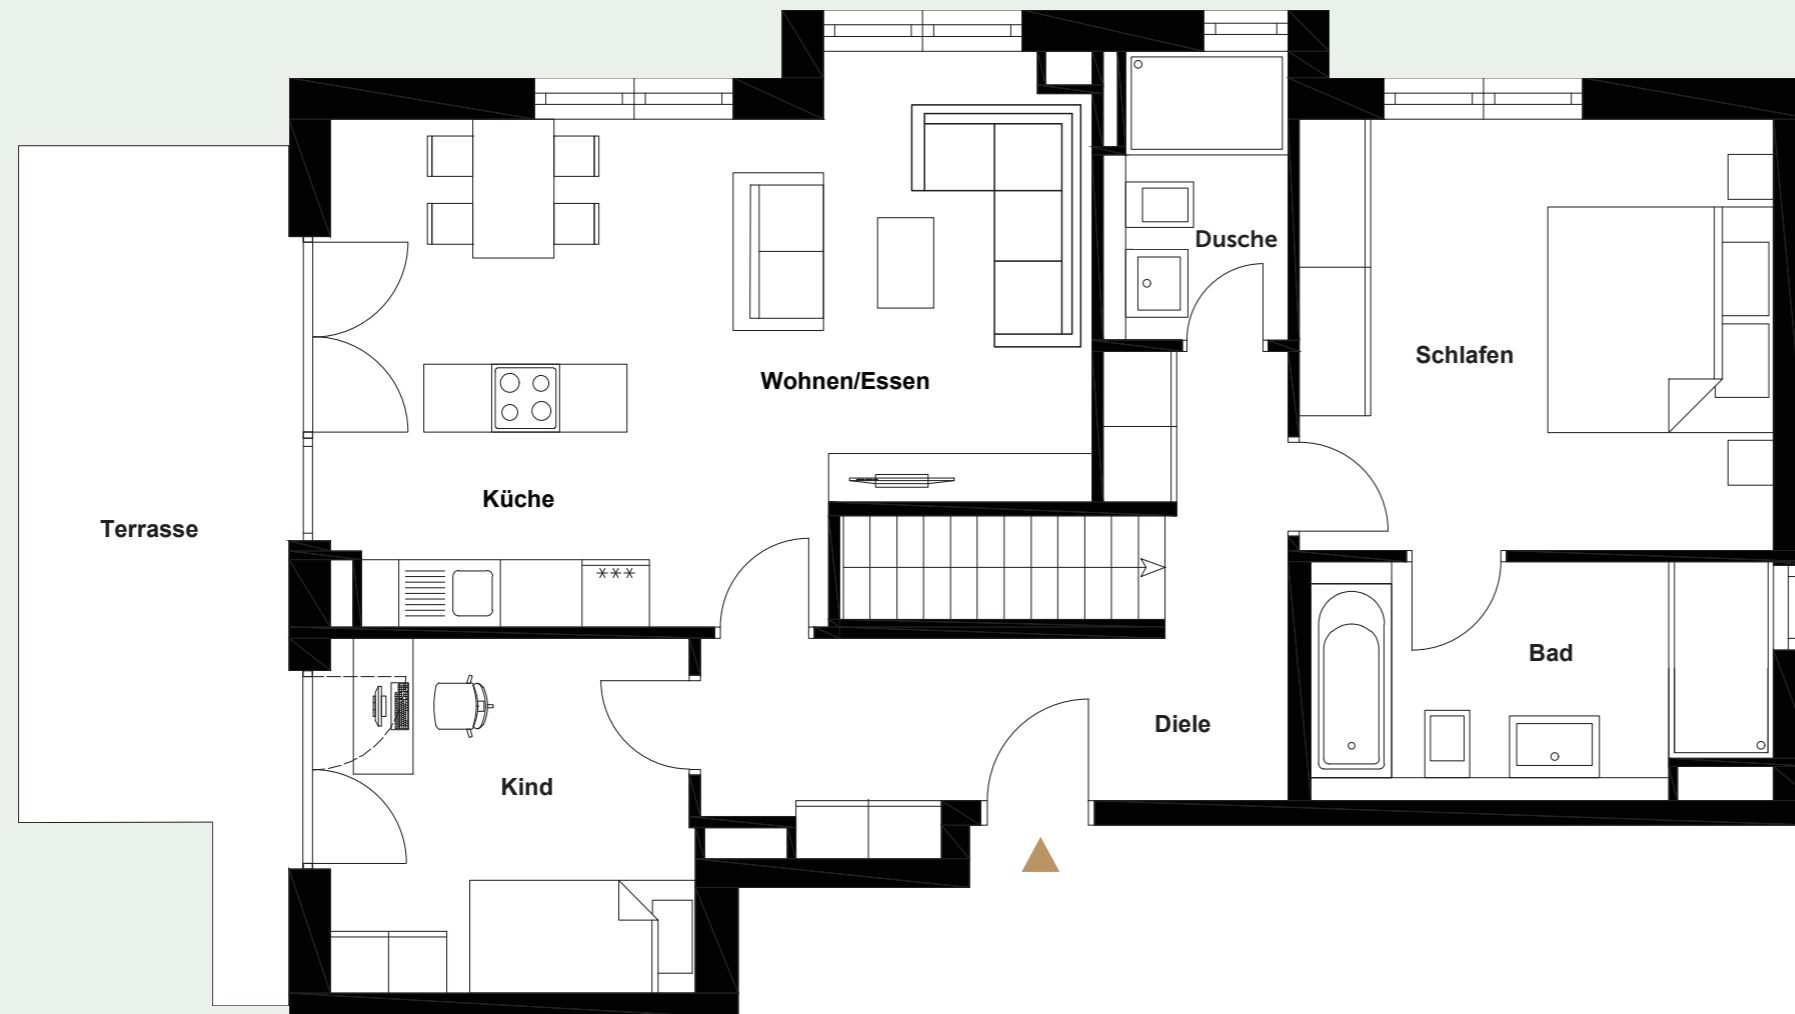 Dusche
Schlafen
Wohnen/Essen
Küche
Terrasse
***
Bad
Diele
Kind